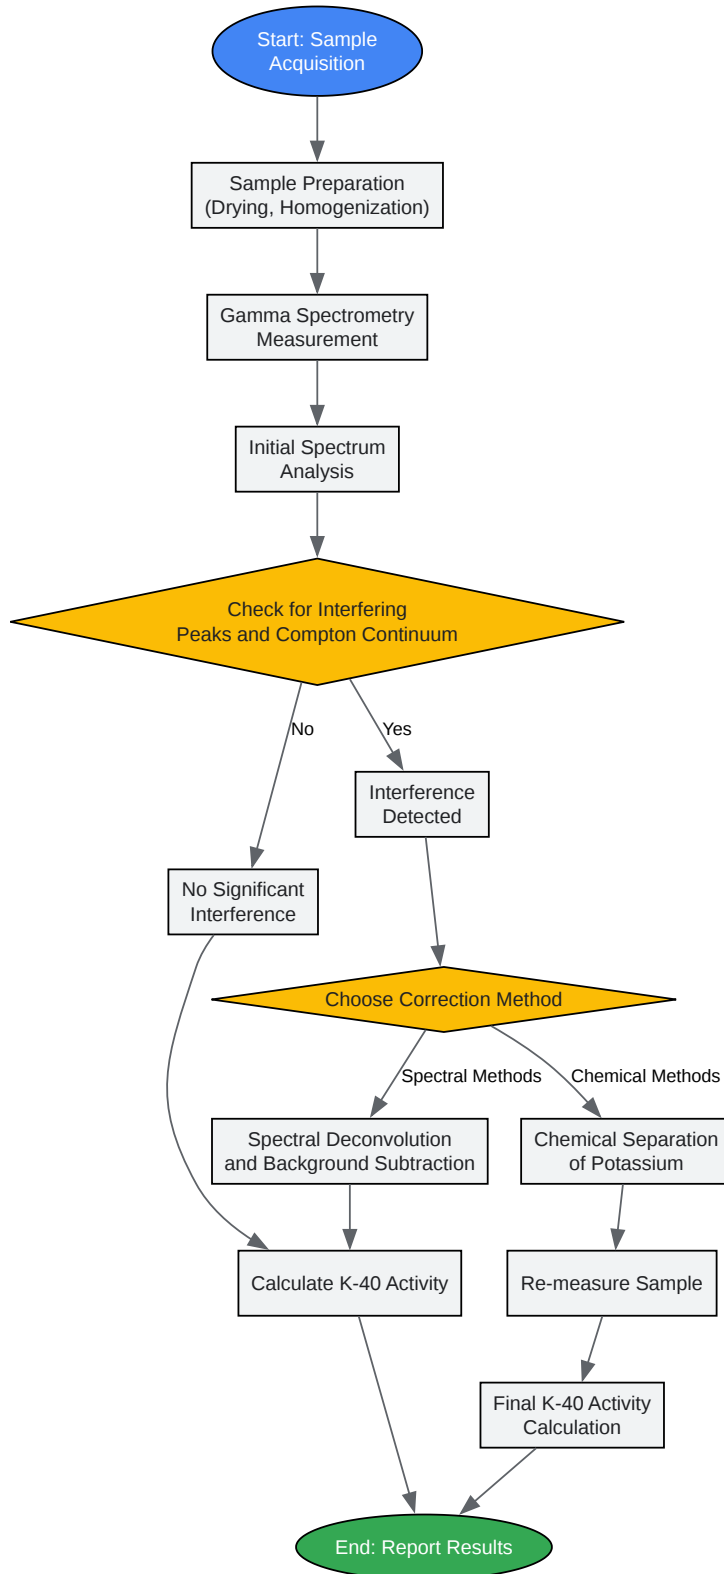 Start: Sample
Acquisition
Sample Preparation
(Drying, Homogenization)
Gamma Spectrometry
Measurement
Initial Spectrum
Analysis
Check for Interfering
Peaks and Compton Continuum
No
Yes
Interference
Detected
No Significant
Interference
Choose Correction Method
Spectral Methods
Chemical Methods
Spectral Deconvolution
and Background Subtraction
Chemical Separation
of Potassium
Calculate K-40 Activity
Re-measure Sample
Final K-40 Activity
Calculation
End: Report Results